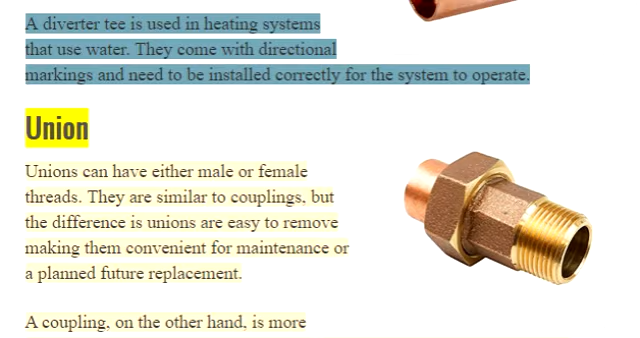 A diverter tee is used in heating systems
that use water. They come with directional
markings and need to be installed correctly for the system to operate.
Union
Unions can have either male or female
threads. They are similar to couplings, but
the difference is unions are easy to remove
making them convenient for maintenance or
a planned future replacement.
A coupling, on the other hand, is more